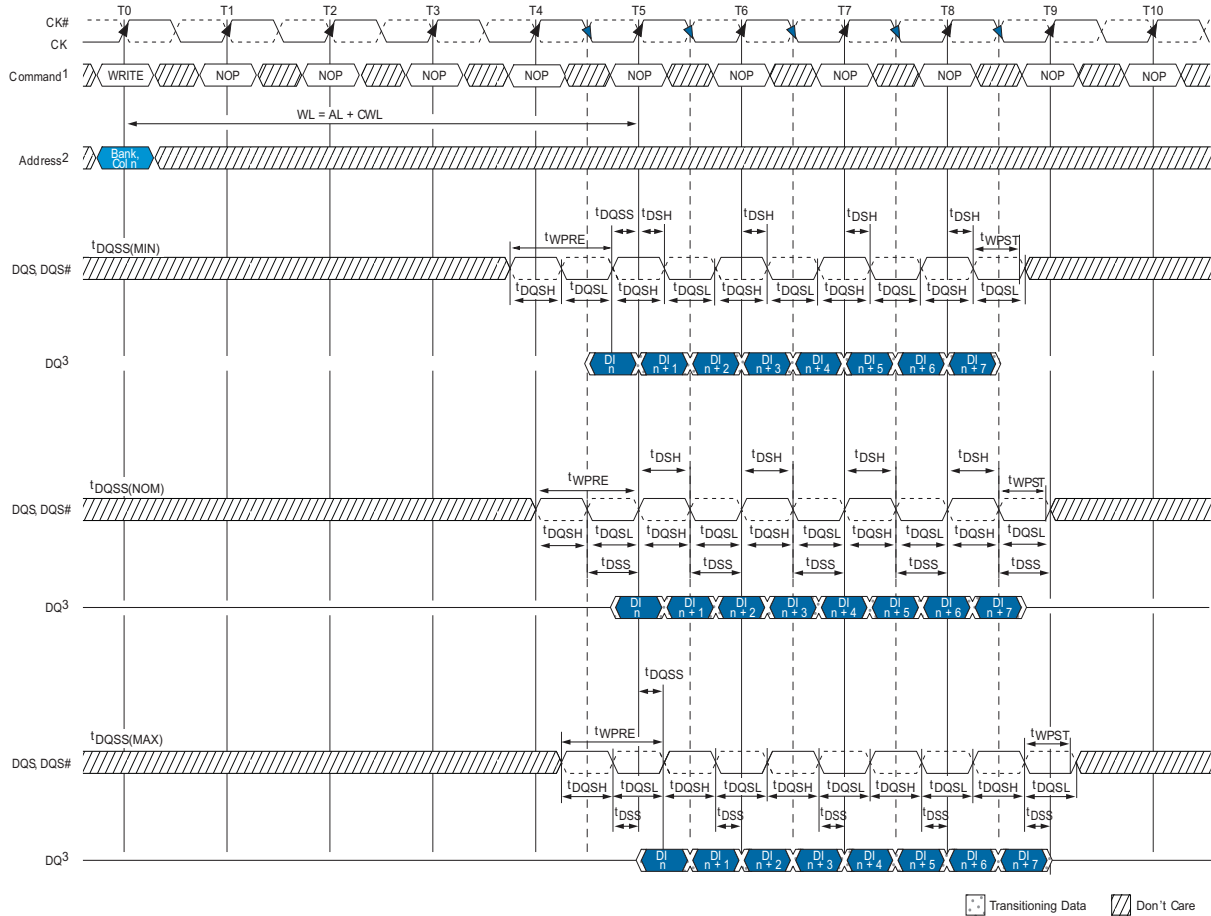 T0 T1 T2 T3 T4 T5 T6 T7 T8 T9 T10
CK#
CK
Command1 WRITE NOP NOP NOP NOP NOP NOP NOP NOP NOP NOP
WL = AL + CWL
Address2 Bank, Col n
tDQSS tDSH tDSH tDSH tDSH
tDQSS(MIN) tWPRE tWPST
DQS, DQS#
tDQSH tDQSL tDQSH tDQSL tDQSH tDQSL tDQSH tDQSL tDQSH tDQSL
DQ3 DI n DI n + 1 DI n + 2 DI n + 3 DI n + 4 DI n + 5 DI n + 6 DI n + 7
tDSH tDSH tDSH tDSH
tDQSS(NOM) tWPRE tWPST
DQS, DQS#
tDQSH tDQSL tDQSH tDQSL tDQSH tDQSL tDQSH tDQSL tDQSH tDQSL
tDSS tDSS tDSS tDSS tDSS
DQ3 DI n DI n + 1 DI n + 2 DI n + 3 DI n + 4 DI n + 5 DI n + 6 DI n + 7
tDQSS
tDQSS(MAX) tWPRE tWPST
DQS, DQS#
tDQSH tDQSL tDQSH tDQSL tDQSH tDQSL tDQSH tDQSL tDQSH tDQSL
tDSS tDSS tDSS tDSS tDSS
DQ3 DI n DI n + 1 DI n + 2 DI n + 3 DI n + 4 DI n + 5 DI n + 6 DI n + 7
Transitioning Data Don't Care